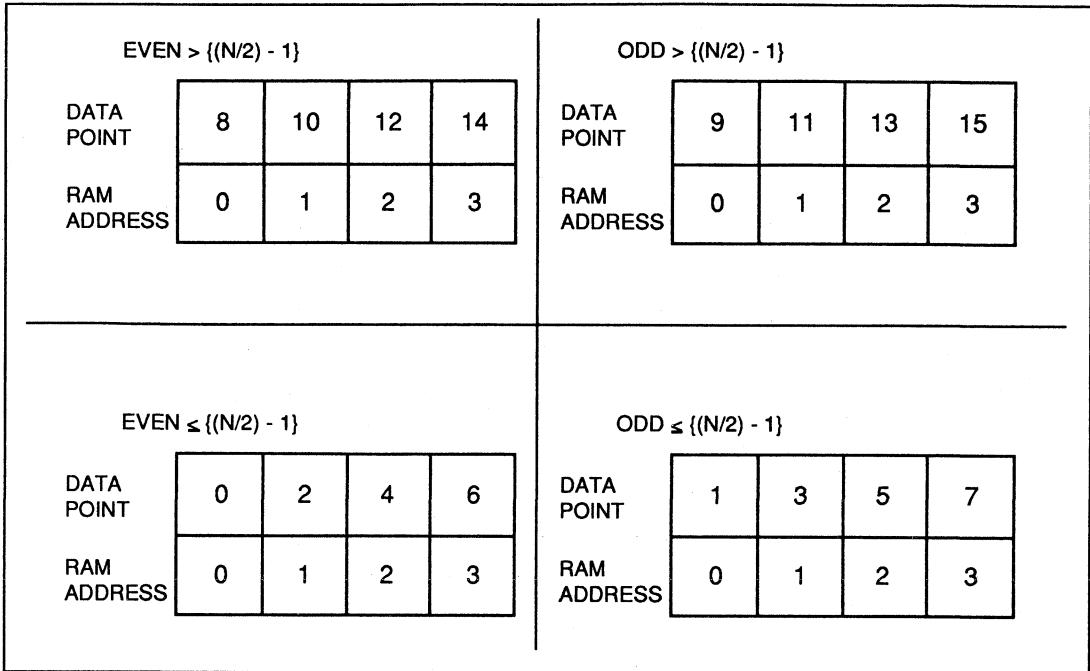 EVEN > {(N/2) - 1}
DATA POINT 8 10 12 14
RAM ADDRESS 0 1 2 3
ODD > {(N/2) - 1}
DATA POINT 9 11 13 15
RAM ADDRESS 0 1 2 3
EVEN ≤ {(N/2) - 1}
DATA POINT 0 2 4 6
RAM ADDRESS 0 1 2 3
ODD ≤ {(N/2) - 1}
DATA POINT 1 3 5 7
RAM ADDRESS 0 1 2 3